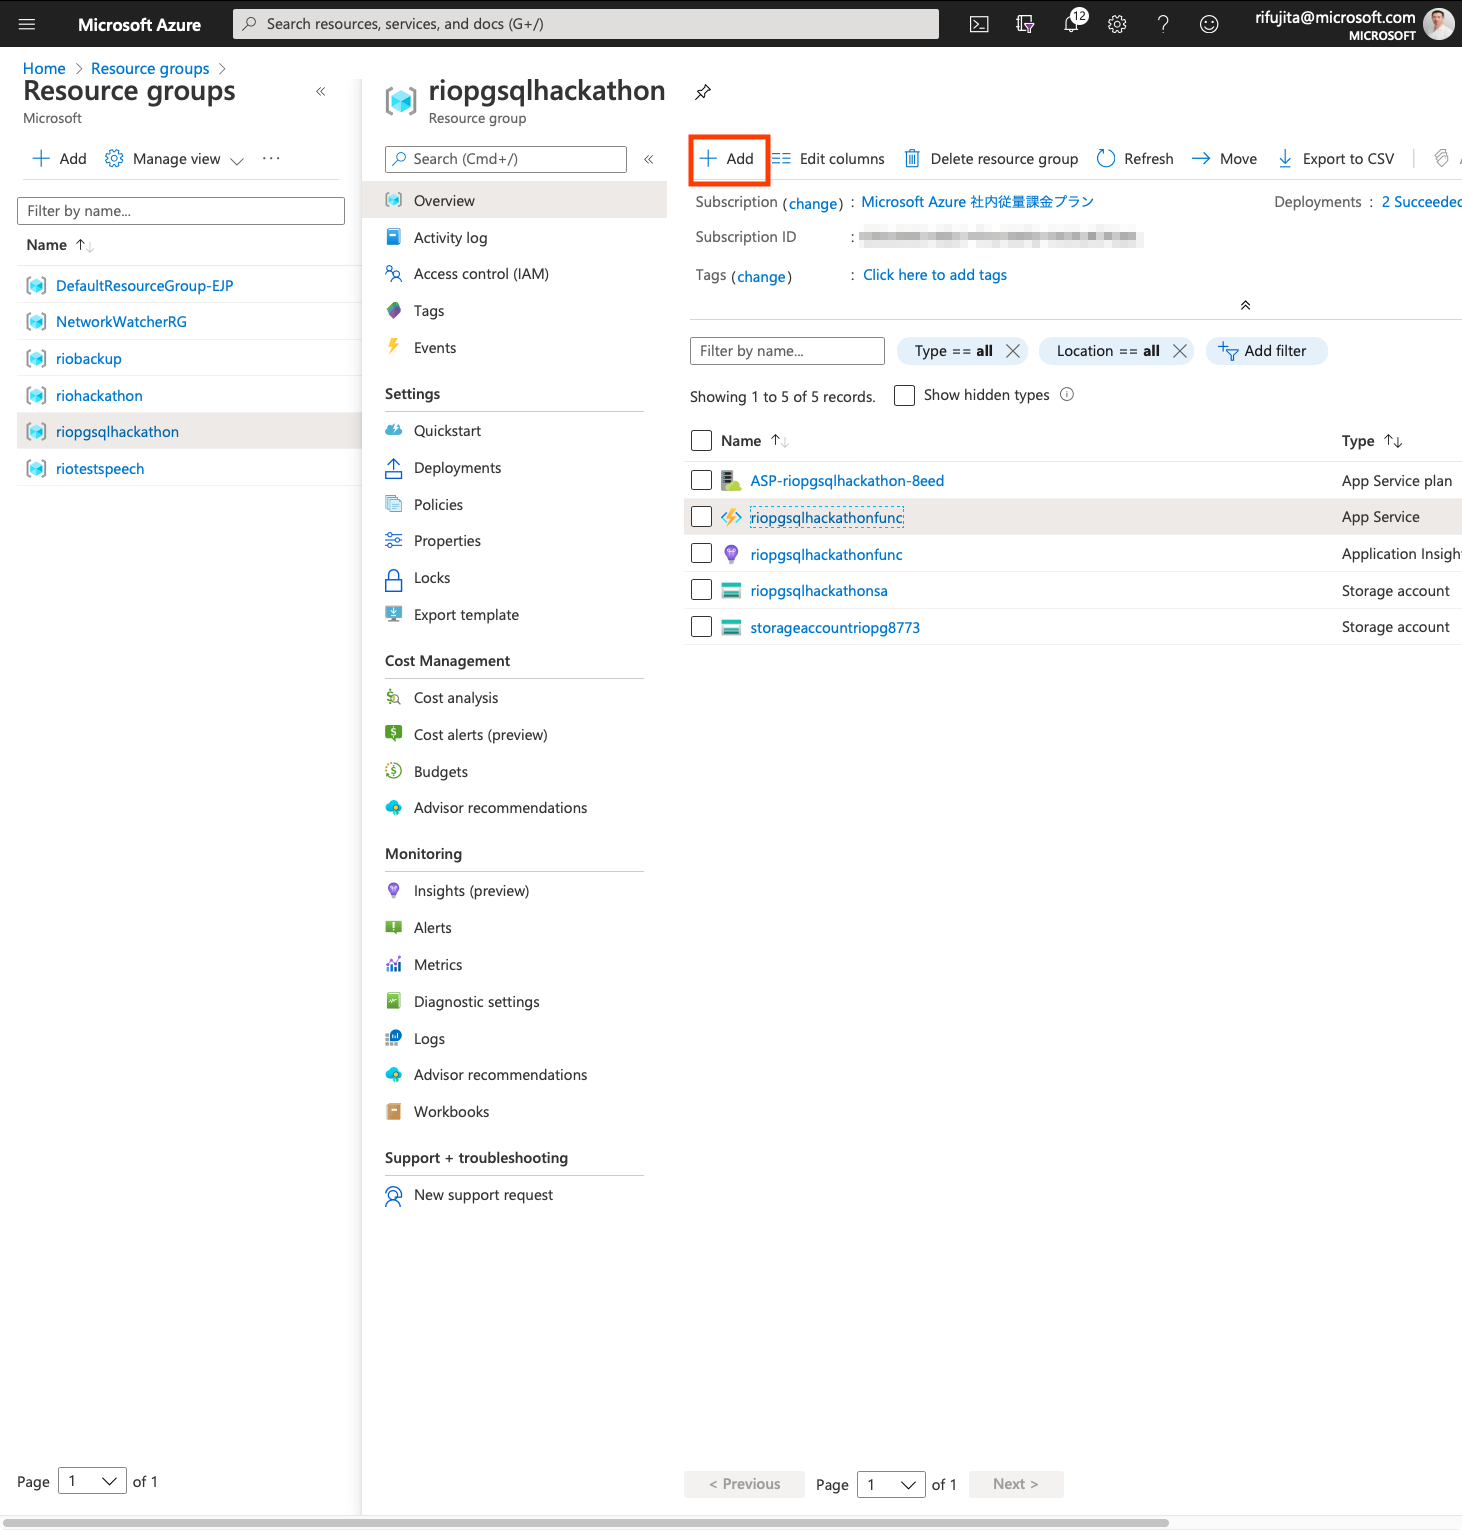 Microsoft Azure
Search resources, services, and docs (G+/)
12
rifujita@microsoft.com
MICROSOFT
Home > Resource groups >
Resource groups
Microsoft
Add Manage view ...
Filter by name...
Name
DefaultResourceGroup-EJP
NetworkWatcherRG
riobackup
riohackathon
riopgsqlhackathon
riotestspeech
Page 1 of 1
riopgsqlhackathon
Resource group
Search (Cmd+/)
Overview
Activity log
Access control (IAM)
Tags
Events
Settings
Quickstart
Deployments
Policies
Properties
Locks
Export template
Cost Management
Cost analysis
Cost alerts (preview)
Budgets
Advisor recommendations
Monitoring
Insights (preview)
Alerts
Metrics
Diagnostic settings
Logs
Advisor recommendations
Workbooks
Support + troubleshooting
New support request
Add Edit columns Delete resource group Refresh Move Export to CSV
Subscription (change) : Microsoft Azure 社内従量課金プラン Deployments : 2 Succeeded
Subscription ID :
Tags (change) : Click here to add tags
Filter by name... Type == all Location == all Add filter
Showing 1 to 5 of 5 records. Show hidden types
Name Type
ASP-riopgsqlhackathon-8eed App Service plan
riopgsqlhackathonfunc App Service
riopgsqlhackathonfunc Application Insigh
riopgsqlhackathonsa Storage account
storageaccountriopg8773 Storage account
< Previous Page 1 of 1 Next >